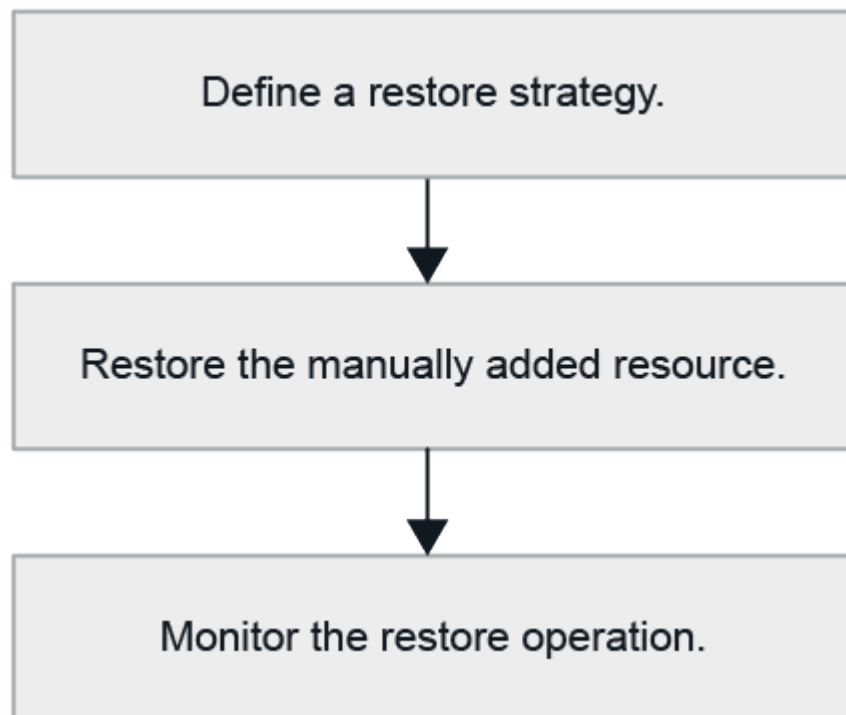 Define a restore strategy.
Restore the manually added resource.
Monitor the restore operation.